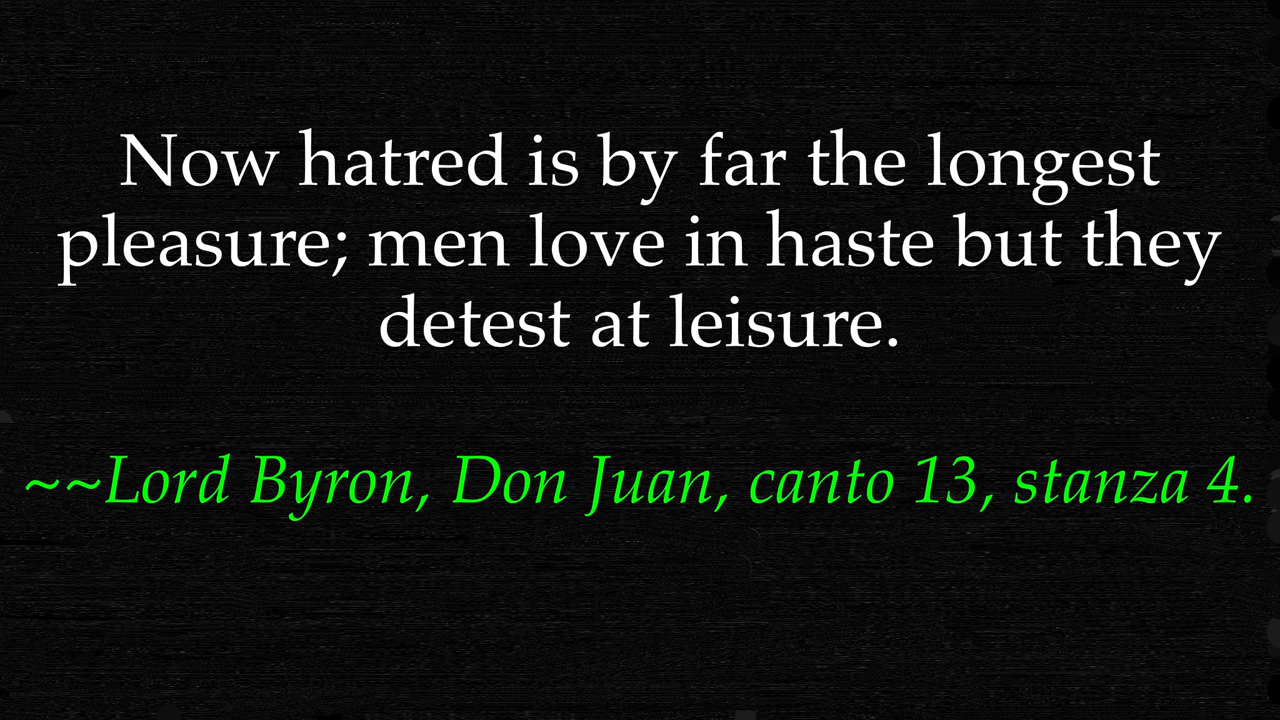 Now hatred is by far the longest
pleasure; men love in haste but they
detest at leisure.
~~Lord Byron, Don Juan, canto 13, stanza 4.